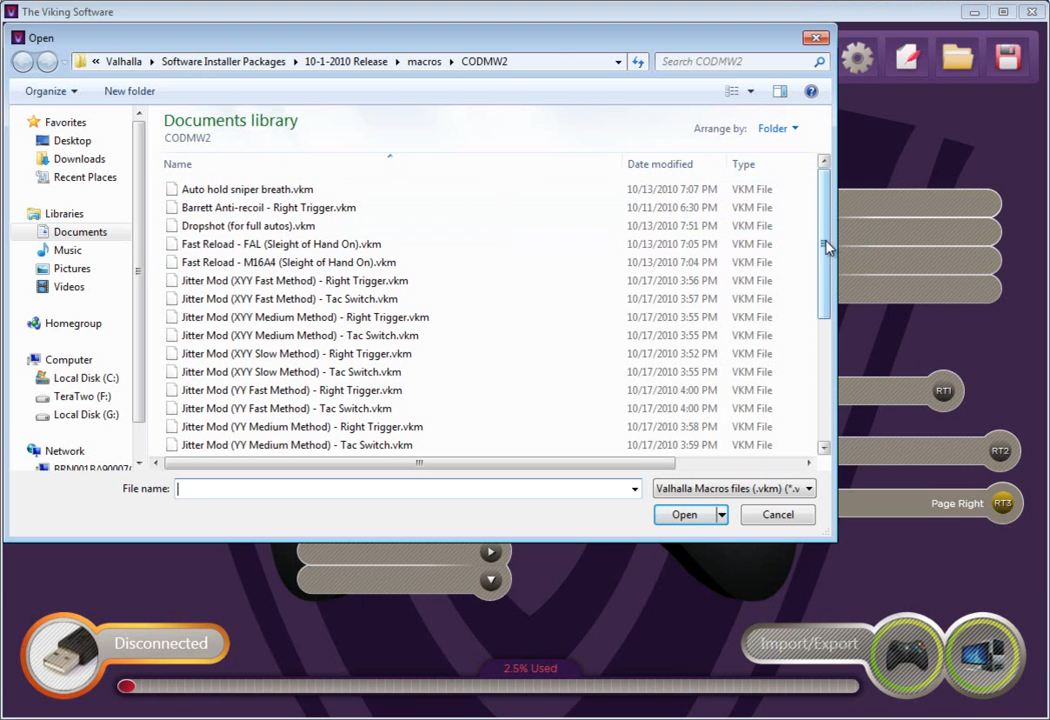 The Viking Software
Open
« Valhalla ▸ Software Installer Packages ▸ 10-1-2010 Release ▸ macros ▸ CODMW2
Search CODMW2
Organize
New folder
Favorites
Desktop
Downloads
Recent Places
Libraries
Documents
Music
Pictures
Videos
Homegroup
Computer
Local Disk (C:)
TeraTwo (F:)
Local Disk (G:)
Network
Documents library
CODMW2
Arrange by: Folder
Name Date modified Type
Auto hold sniper breath.vkm 10/13/2010 7:07 PM VKM File
Barrett Anti-recoil - Right Trigger.vkm 10/11/2010 6:30 PM VKM File
Dropshot (for full autos).vkm 10/13/2010 7:51 PM VKM File
Fast Reload - FAL (Sleight of Hand On).vkm 10/13/2010 7:05 PM VKM File
Fast Reload - M16A4 (Sleight of Hand On).vkm 10/13/2010 7:04 PM VKM File
Jitter Mod (XYY Fast Method) - Right Trigger.vkm 10/17/2010 3:56 PM VKM File
Jitter Mod (XYY Fast Method) - Tac Switch.vkm 10/17/2010 3:57 PM VKM File
Jitter Mod (XYY Medium Method) - Right Trigger.vkm 10/17/2010 3:55 PM VKM File
Jitter Mod (XYY Medium Method) - Tac Switch.vkm 10/17/2010 3:55 PM VKM File
Jitter Mod (XYY Slow Method) - Right Trigger.vkm 10/17/2010 3:52 PM VKM File
Jitter Mod (XYY Slow Method) - Tac Switch.vkm 10/17/2010 3:55 PM VKM File
Jitter Mod (YY Fast Method) - Right Trigger.vkm 10/17/2010 4:00 PM VKM File
Jitter Mod (YY Fast Method) - Tac Switch.vkm 10/17/2010 4:00 PM VKM File
Jitter Mod (YY Medium Method) - Right Trigger.vkm 10/17/2010 3:58 PM VKM File
Jitter Mod (YY Medium Method) - Tac Switch.vkm 10/17/2010 3:59 PM VKM File
File name:
Valhalla Macros files (.vkm) (*.v
Open
Cancel
RT1
RT2
Page Right RT3
Disconnected
Import/Export
2.5% Used